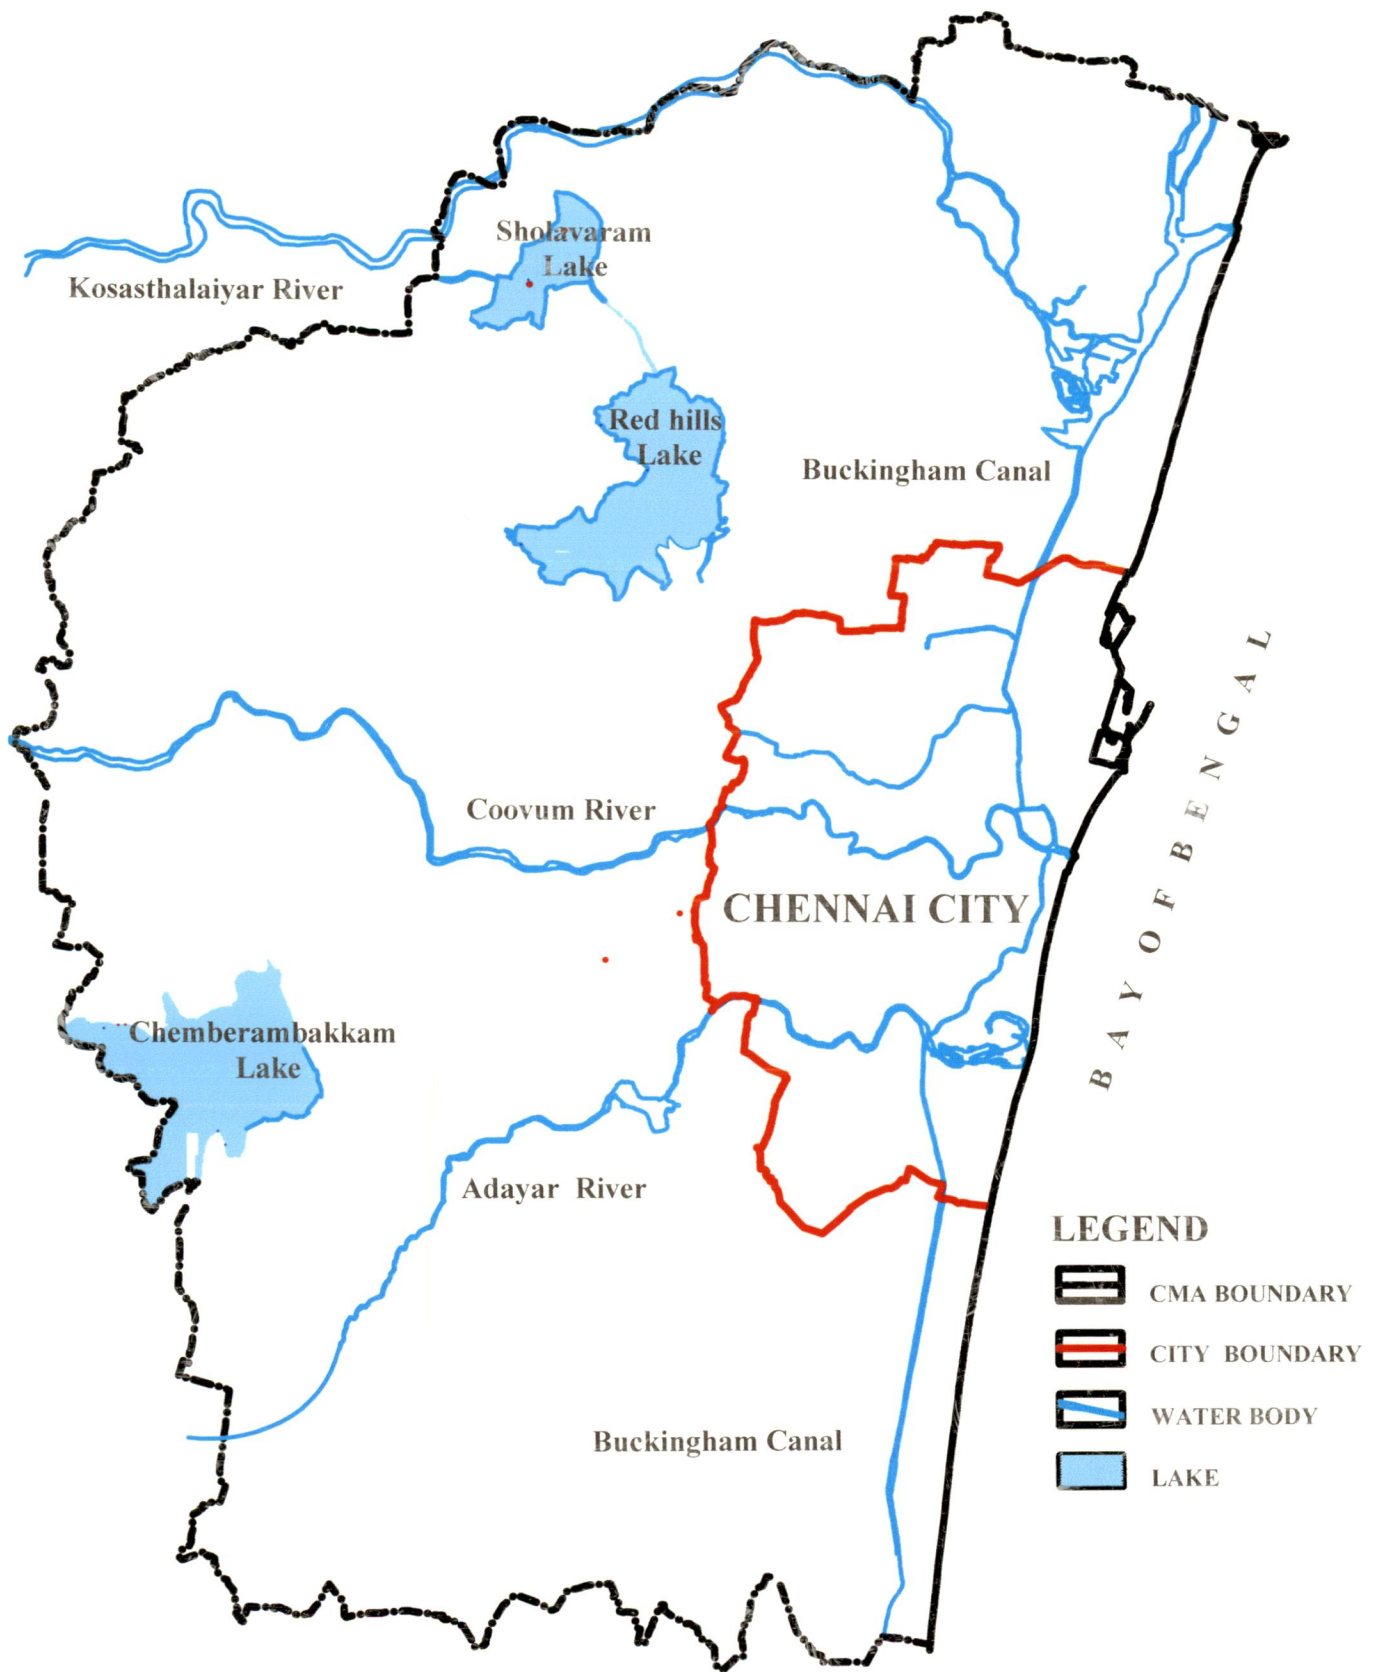 Sholavaram
Lake
Kosasthalaiyar River
Red hills
Lake
Buckingham Canal
BAY OF BENGAL
Coovum River
CHENNAI CITY
Chemberambakkam
Lake
Adayar River
LEGEND
CMA BOUNDARY
CITY BOUNDARY
WATER BODY
LAKE
Buckingham Canal